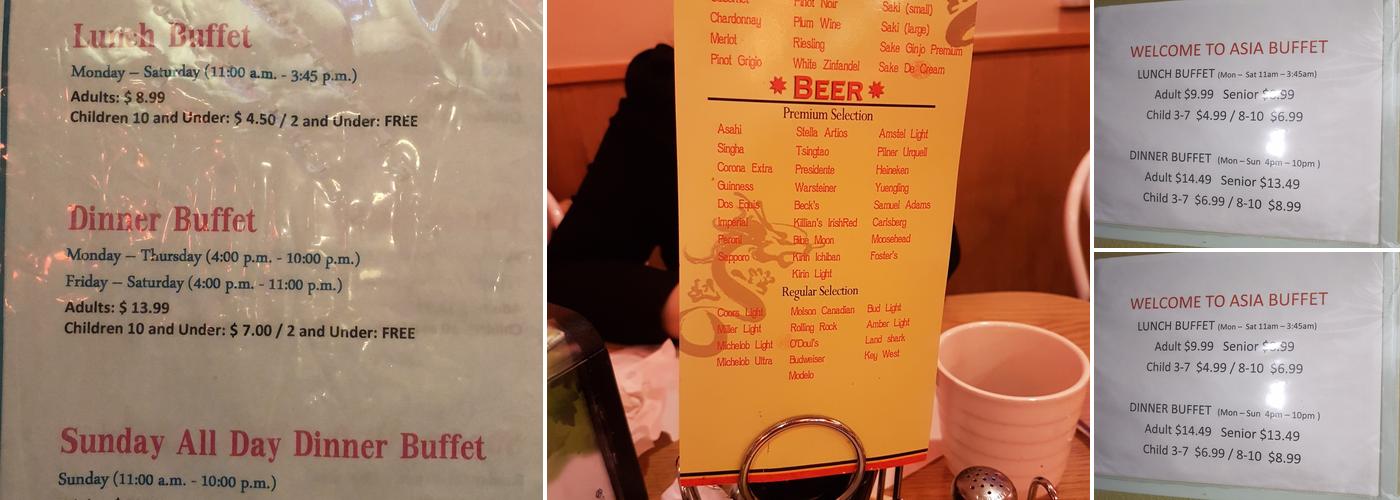 Lunch Buffet
Monday – Saturday (11:00 a.m. - 3:45 p.m.)
Adults: $ 8.99
Children 10 and Under: $ 4.50 / 2 and Under: FREE
Dinner Buffet
Monday – Thursday (4:00 p.m. - 10:00 p.m.)
Friday – Saturday (4:00 p.m. - 11:00 p.m.)
Adults: $ 13.99
Children 10 and Under: $ 7.00 / 2 and Under: FREE
Sunday All Day Dinner Buffet
Sunday (11:00 a.m. - 10:00 p.m.)
Pinot Noir Saki (small)
Chardonnay Plum Wine Saki (large)
Merlot Riesling Sake Ginjo Premium
Pinot Grigio White Zinfandel Sake De Cream
BEER
Premium Selection
Asahi Stella Artios Amstel Light
Singha Tsingtao Pilner Urquell
Corona Extra Presidente Heineken
Guinness Warsteiner Yuengling
Dos Equis Beck's Samuel Adams
Imperial Killian's IrishRed Carlsberg
Peroni Blue Moon Moosehead
Sapporo Kirin Ichiban Foster's
Kirin Light
Regular Selection
Coors Light Molson Canadian Bud Light
Miller Light Rolling Rock Amber Light
Michelob Light O'Doul's Land shark
Michelob Ultra Budweiser Key West
Modelo
WELCOME TO ASIA BUFFET
LUNCH BUFFET (Mon – Sat 11am – 3:45am)
Adult $9.99 Senior
Child 3-7 $4.99 / 8-10 $6.99
DINNER BUFFET (Mon – Sun 4pm – 10pm )
Adult $14.49 Senior $13.49
Child 3-7 $6.99 / 8-10 $8.99
WELCOME TO ASIA BUFFET
LUNCH BUFFET (Mon – Sat 11am – 3:45am)
Adult $9.99 Senior
Child 3-7 $4.99 / 8-10 $6.99
DINNER BUFFET (Mon – Sun 4pm – 10pm )
Adult $14.49 Senior $13.49
Child 3-7 $6.99 / 8-10 $8.99